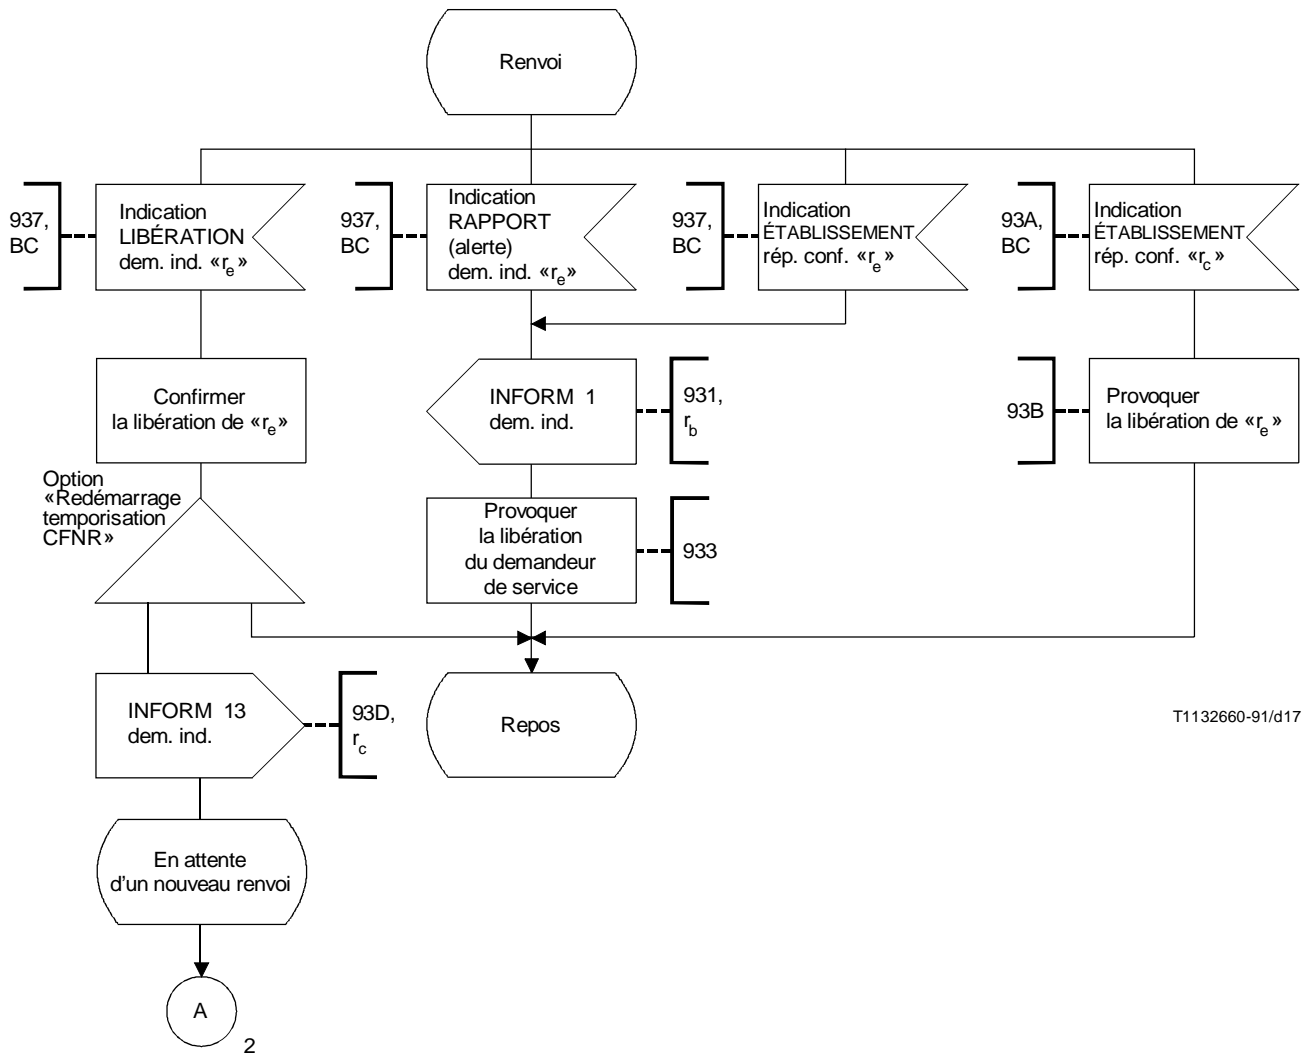 Renvoi
937,
BC
Indication
LIBÉRATION
dem. ind. «re»
937,
BC
Indication
RAPPORT
(alerte)
dem. ind. «re»
937,
BC
Indication
ÉTABLISSEMENT
rép. conf. «re»
93A,
BC
Indication
ÉTABLISSEMENT
rép. conf. «rc»
Confirmer
la libération de «re»
INFORM 1
dem. ind.
931,
rb
93B
Provoquer
la libération de «re»
Option
«Redémarrage
temporisation
CFNR»
Provoquer
la libération
du demandeur
de service
933
INFORM 13
dem. ind.
93D,
rc
Repos
T1132660-91/d17
En attente
d'un nouveau renvoi
A
2